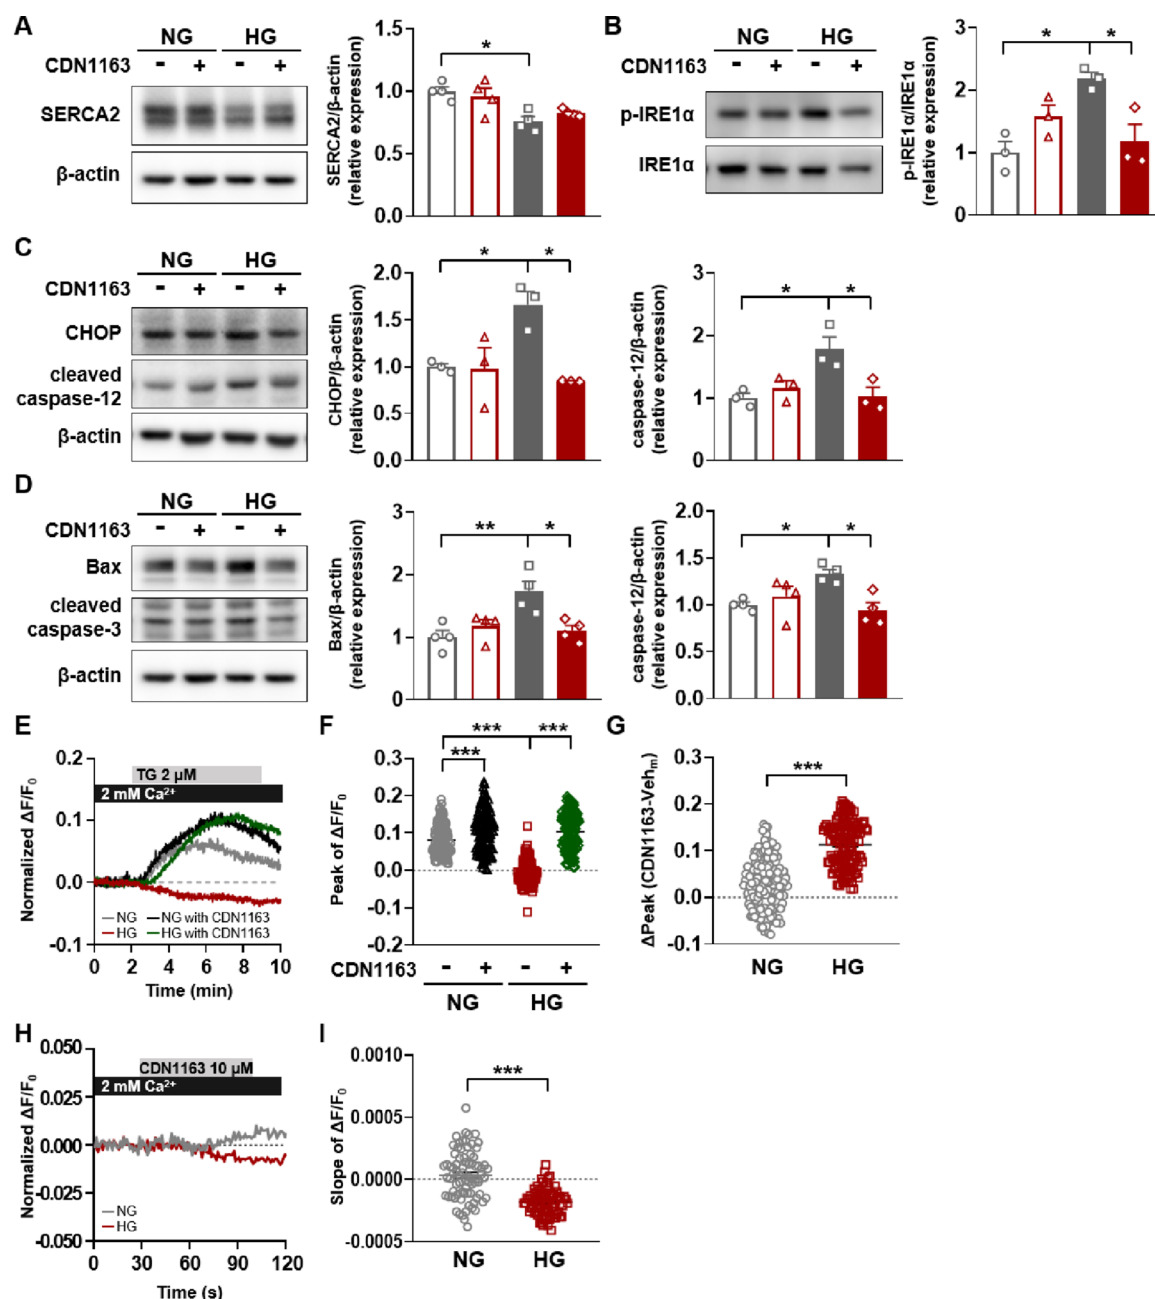 A
NG HG
CDN1163 - + - +
SERCA2
β-actin
SERCA2/β-actin
(relative expression)
1.5
1.0
0.5
0.0
*
B
NG HG
CDN1163 - + - +
p-IRE1α
IRE1α
p-IRE1α/IRE1α
(relative expression)
3
2
1
0
* *
C
NG HG
CDN1163 - + - +
CHOP
cleaved
caspase-12
β-actin
CHOP/β-actin
(relative expression)
2.0
1.5
1.0
0.5
0.0
* *
caspase-12/β-actin
(relative expression)
3
2
1
0
* *
D
NG HG
CDN1163 - + - +
Bax
cleaved
caspase-3
β-actin
Bax/β-actin
(relative expression)
3
2
1
0
** *
caspase-12/β-actin
(relative expression)
2.0
1.5
1.0
0.5
0.0
* *
E
Normalized ΔF/F0
0.2
0.1
0.0
-0.1
TG 2 μM
2 mM Ca2+
NG NG with CDN1163
HG HG with CDN1163
0 2 4 6 8 10
Time (min)
F
Peak of ΔF/F0
0.3
0.2
0.1
0.0
-0.1
-0.2
*** ***
***
CDN1163 - + - +
NG HG
G
ΔPeak (CDN1163-Vehm)
0.3
0.2
0.1
0.0
-0.1
***
NG HG
H
Normalized ΔF/F0
0.050
0.025
0.000
-0.025
-0.050
CDN1163 10 μM
2 mM Ca2+
NG
HG
0 30 60 90 120
Time (s)
I
Slope of ΔF/F0
0.0010
0.0005
0.0000
-0.0005
***
NG HG